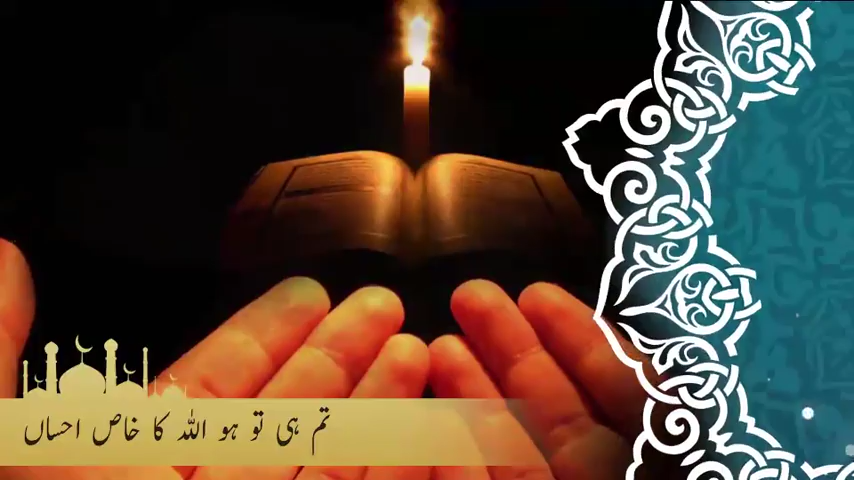 تم ہی تو ہو اللہ کا خاص احساں